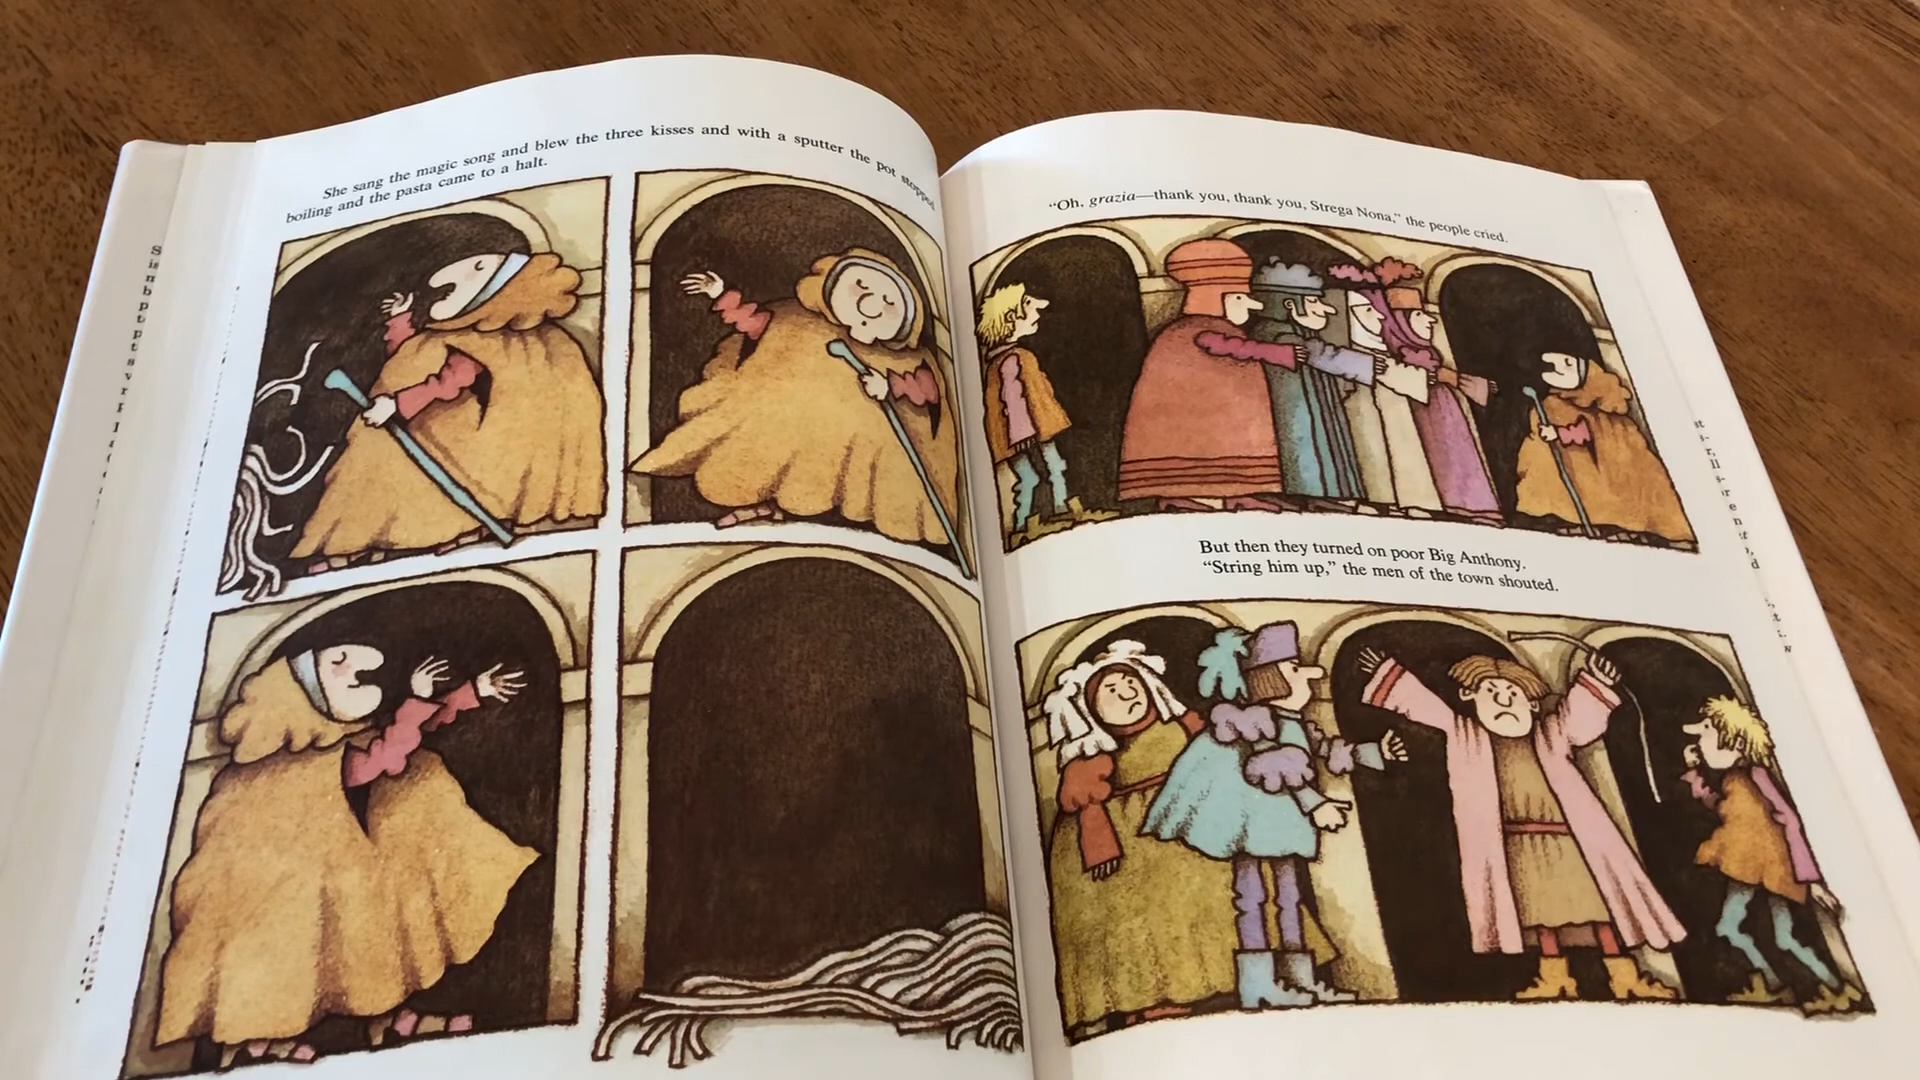 She sang the magic song and blew the three kisses and with a sputter the pot stopped
boiling and the pasta came to a halt.
“Oh, grazia—thank you, thank you, Strega Nona,” the people cried.
But then they turned on poor Big Anthony.
“String him up,” the men of the town shouted.